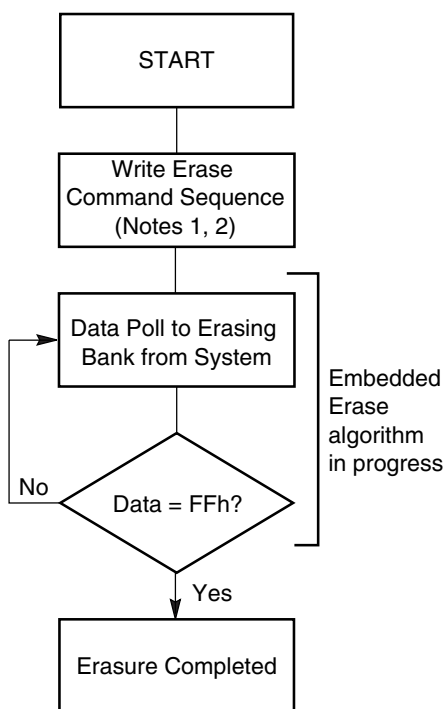 START
Write Erase
Command Sequence
(Notes 1, 2)
Data Poll to Erasing
Bank from System
Embedded
Erase
algorithm
in progress
No
Data = FFh?
Yes
Erasure Completed